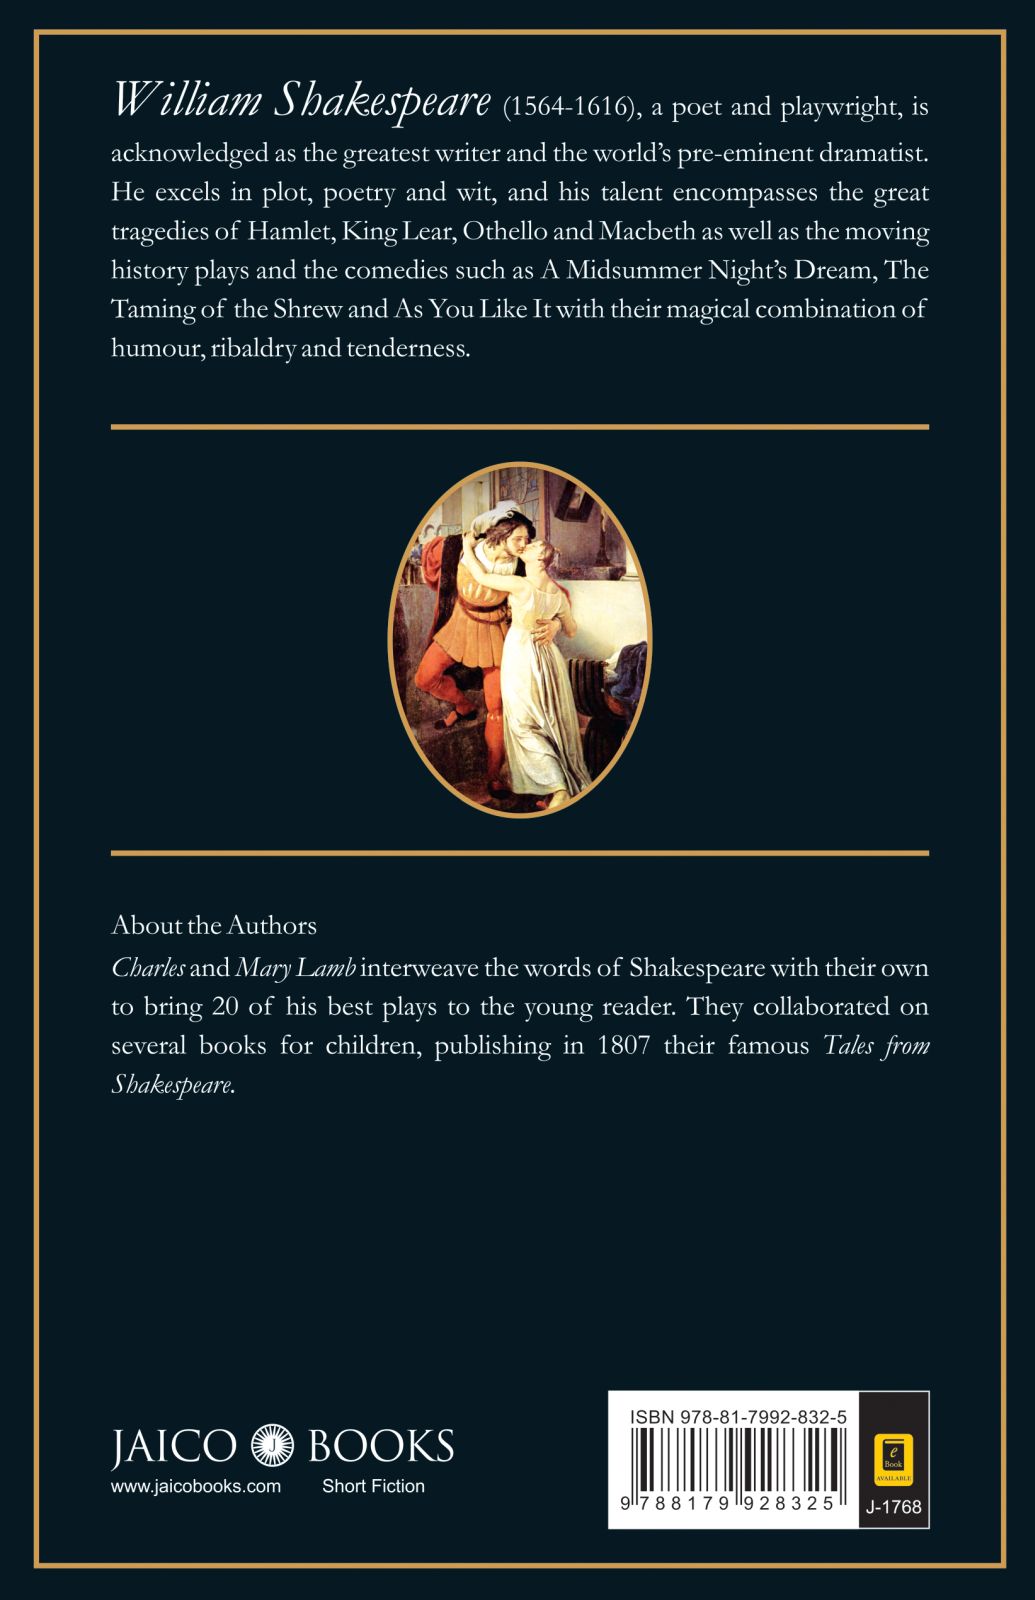 William Shakespeare (1564-1616), a poet and playwright, is
acknowledged as the greatest writer and the world’s pre-eminent dramatist.
He excels in plot, poetry and wit, and his talent encompasses the great
tragedies of Hamlet, King Lear, Othello and Macbeth as well as the moving
history plays and the comedies such as A Midsummer Night’s Dream, The
Taming of the Shrew and As You Like It with their magical combination of
humour, ribaldry and tenderness.
About the Authors
Charles and Mary Lamb interweave the words of Shakespeare with their own
to bring 20 of his best plays to the young reader. They collaborated on
several books for children, publishing in 1807 their famous Tales from
Shakespeare.
JAICO J BOOKS
www.jaicobooks.com Short Fiction
ISBN 978-81-7992-832-5
9 788179 928325
e
Book
AVAILABLE
J-1768